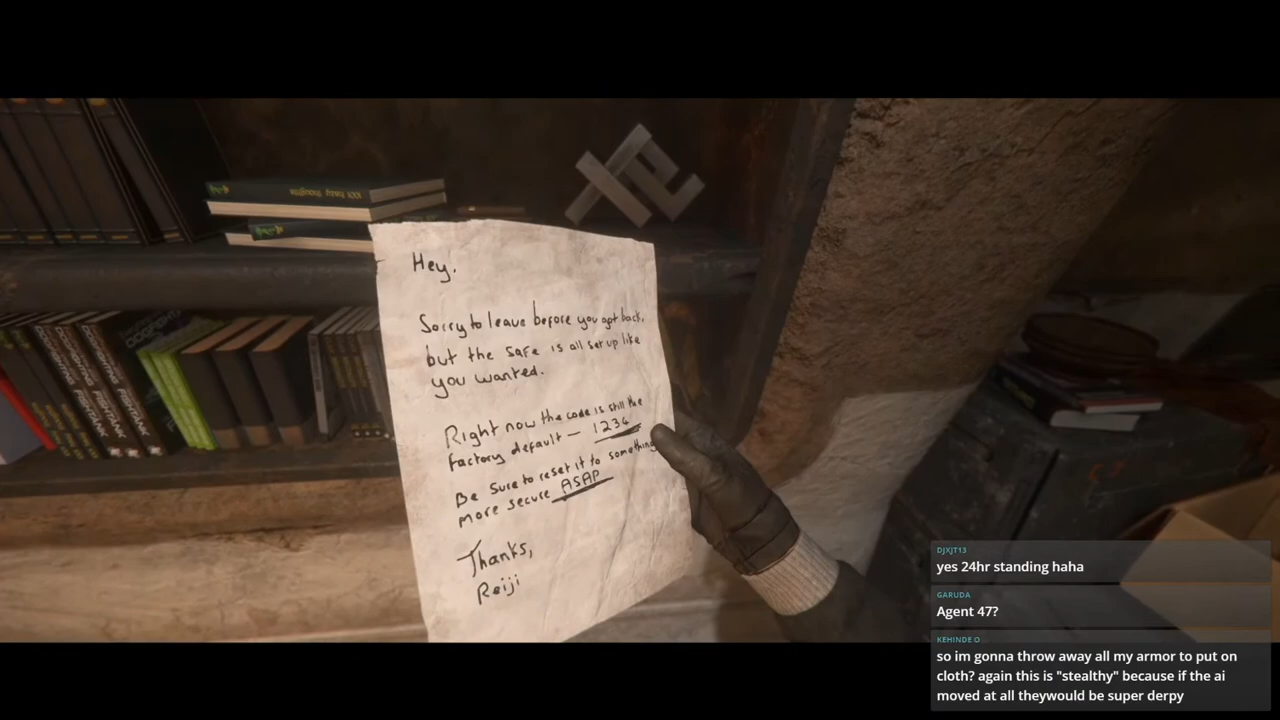 Hey,
Sorry to leave before you got back,
but the safe is all set up like
you wanted.
Right now the code is still the
factory default — 1234
Be sure to reset it to something
more secure ASAP
Thanks,
Reiji
DJXJT13
yes 24hr standing haha
GARUDA
Agent 47?
KEHINDE O
so im gonna throw away all my armor to put on
cloth? again this is "stealthy" because if the ai
moved at all theywould be super derpy